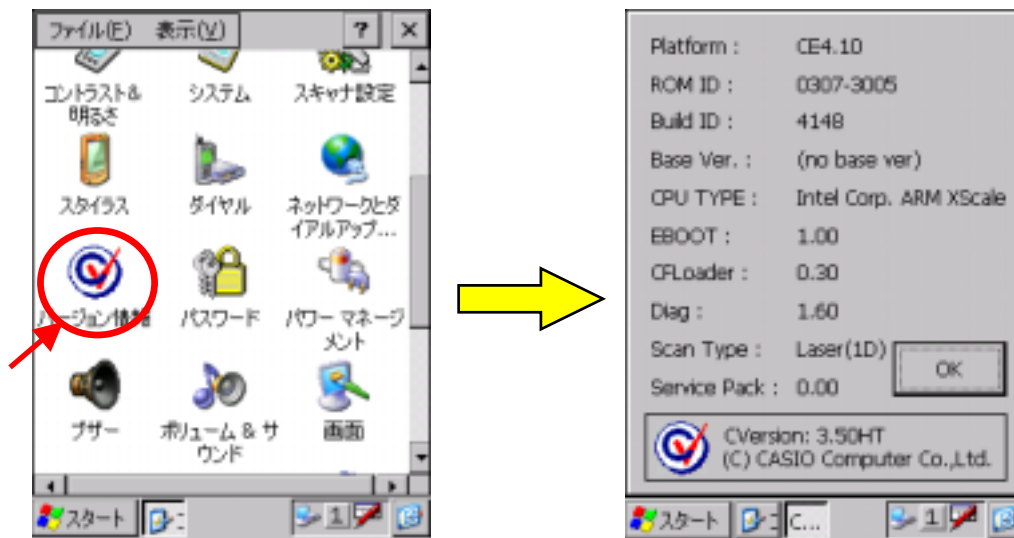 ファイル(F) 表示(V) ? ×
コントラスト&
明るさ
システム
スキャナ設定
スタイラス
ダイヤル
ネットワークとダ
イアルアップ...
バージョン情報
パスワード
パワー マネージ
メント
ブザー
ボリューム & サ
ウンド
画面
スタート
1
Platform : CE4.10
ROM ID : 0307-3005
Build ID : 4148
Base Ver. : (no base ver)
CPU TYPE : Intel Corp. ARM XScale
EBOOT : 1.00
CFLoader : 0.30
Diag : 1.60
Scan Type : Laser(1D)
OK
Service Pack : 0.00
CVersion: 3.50HT
(C) CASIO Computer Co.,Ltd.
スタート
C...
1